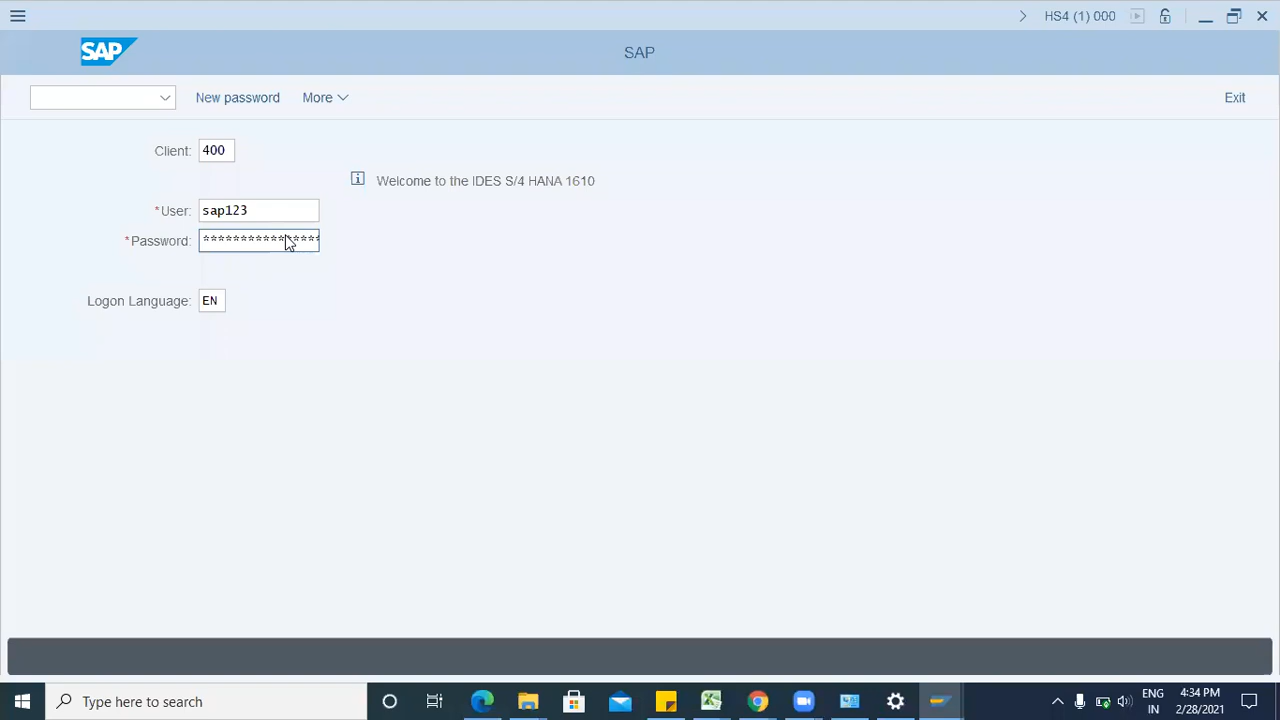 HS4 (1) 000
SAP
SAP
New password
More
Exit
Client: 400
Welcome to the IDES S/4 HANA 1610
*User: sap123
*Password: ****************
Logon Language: EN
Type here to search
ENG
IN
4:34 PM
2/28/2021